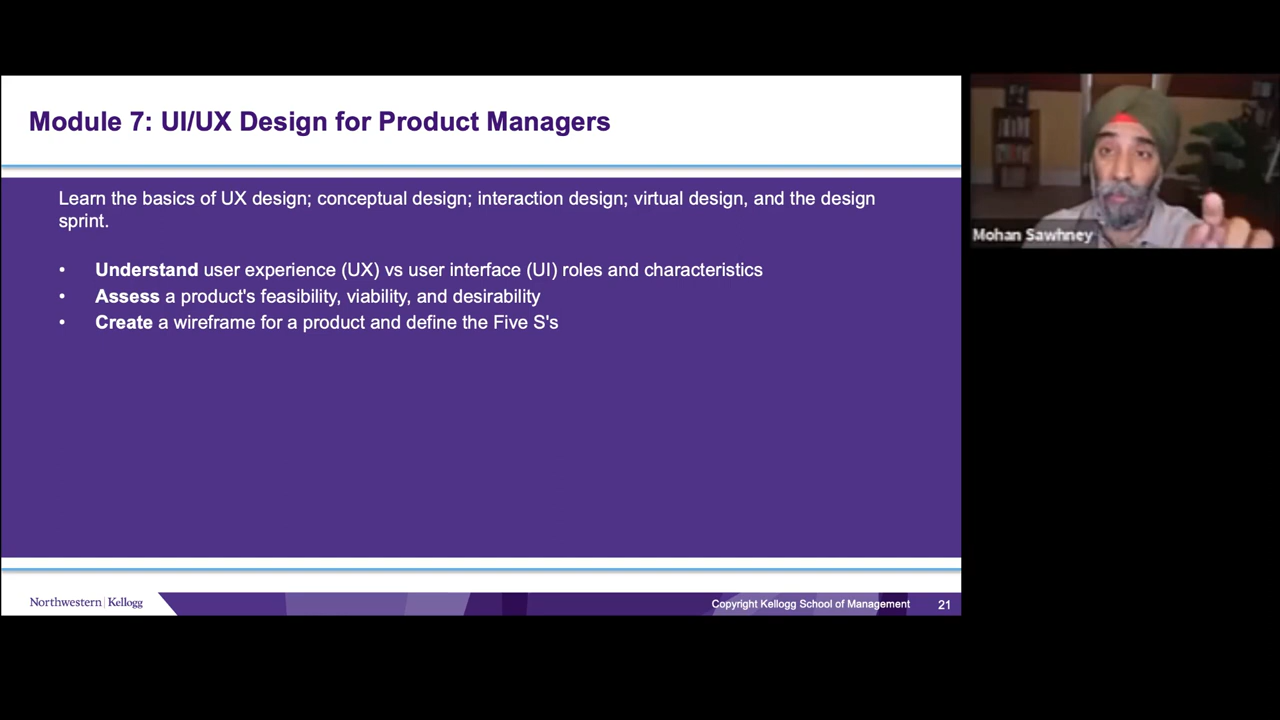 Module 7: UI/UX Design for Product Managers
Learn the basics of UX design; conceptual design; interaction design; virtual design, and the design
sprint.
• Understand user experience (UX) vs user interface (UI) roles and characteristics
• Assess a product's feasibility, viability, and desirability
• Create a wireframe for a product and define the Five S's
Mohan Sawhney
Northwestern | Kellogg
Copyright Kellogg School of Management
21